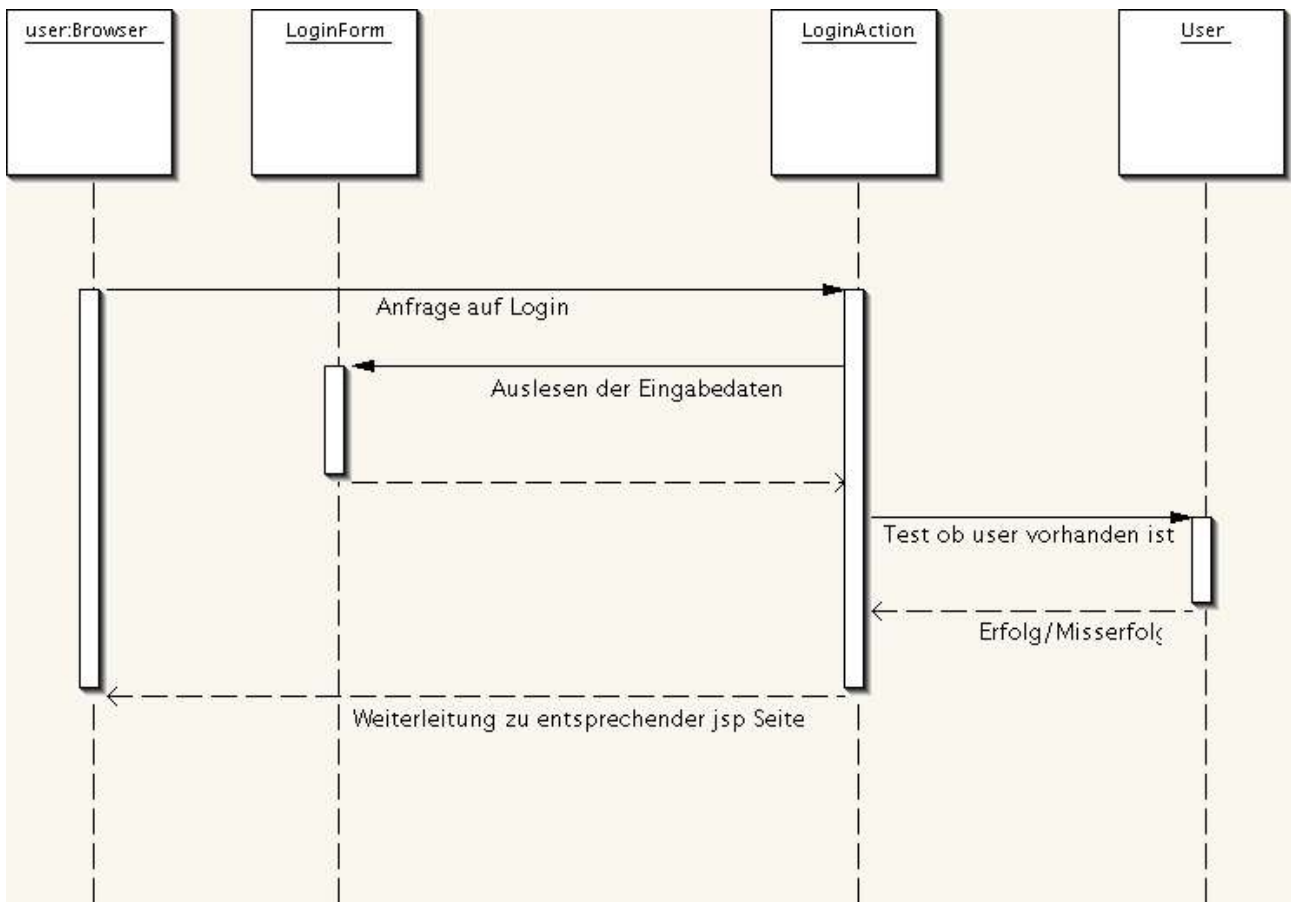 user:Browser
LoginForm
LoginAction
User
Anfrage auf Login
Auslesen der Eingabedaten
Test ob user vorhanden ist
Erfolg/Misserfolg
Weiterleitung zu entsprechender jsp Seite